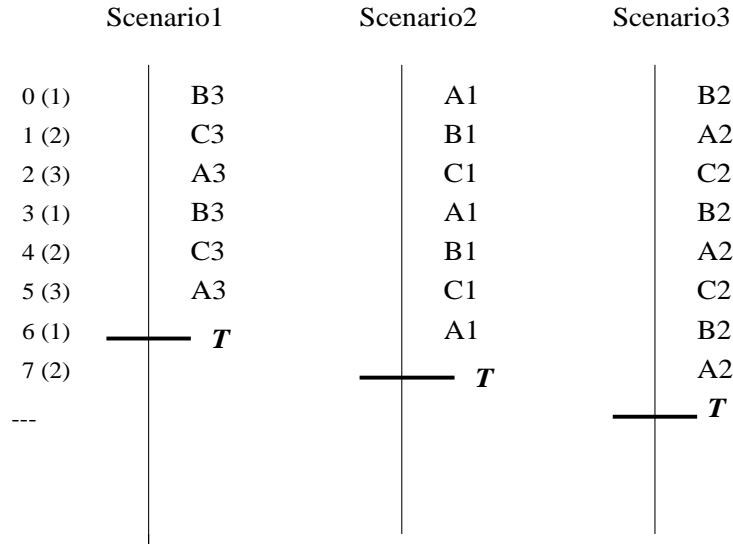 Scenario1 Scenario2 Scenario3
0 (1) B3 A1 B2
1 (2) C3 B1 A2
2 (3) A3 C1 C2
3 (1) B3 A1 B2
4 (2) C3 B1 A2
5 (3) A3 C1 C2
6 (1) T A1 B2
7 (2) T A2
--- T